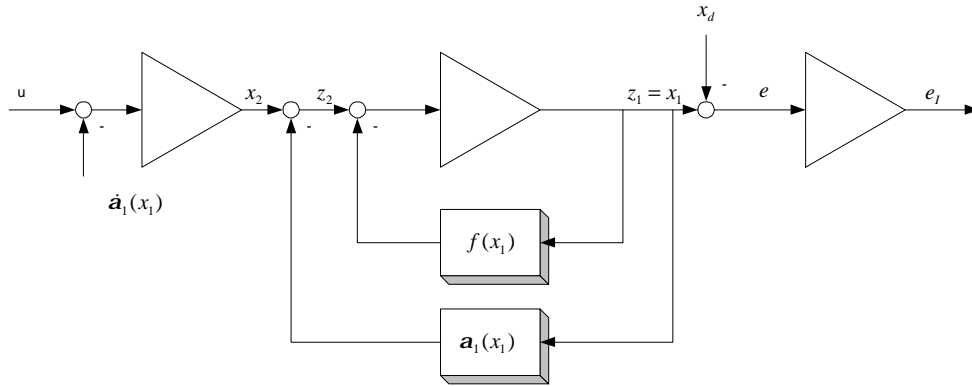 x_d
u
-
x_2
-
z_2
-
z_1 = x_1
-
e
e_I
ȧ_1(x_1)
f(x_1)
a_1(x_1)